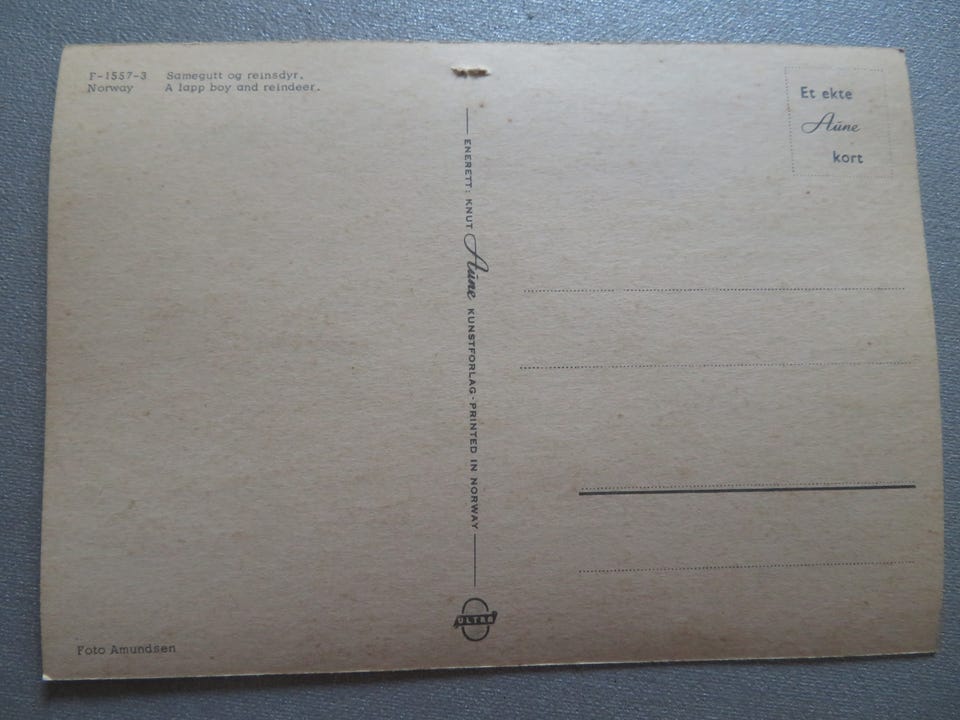 F-1557-3 Samegutt og reinsdyr.
Norway A lapp boy and reindeer.
Et ekte
Aune
kort
ENERETT: KNUT Aune KUNSTFORLAG · PRINTED IN NORWAY
ULTRA
Foto Amundsen